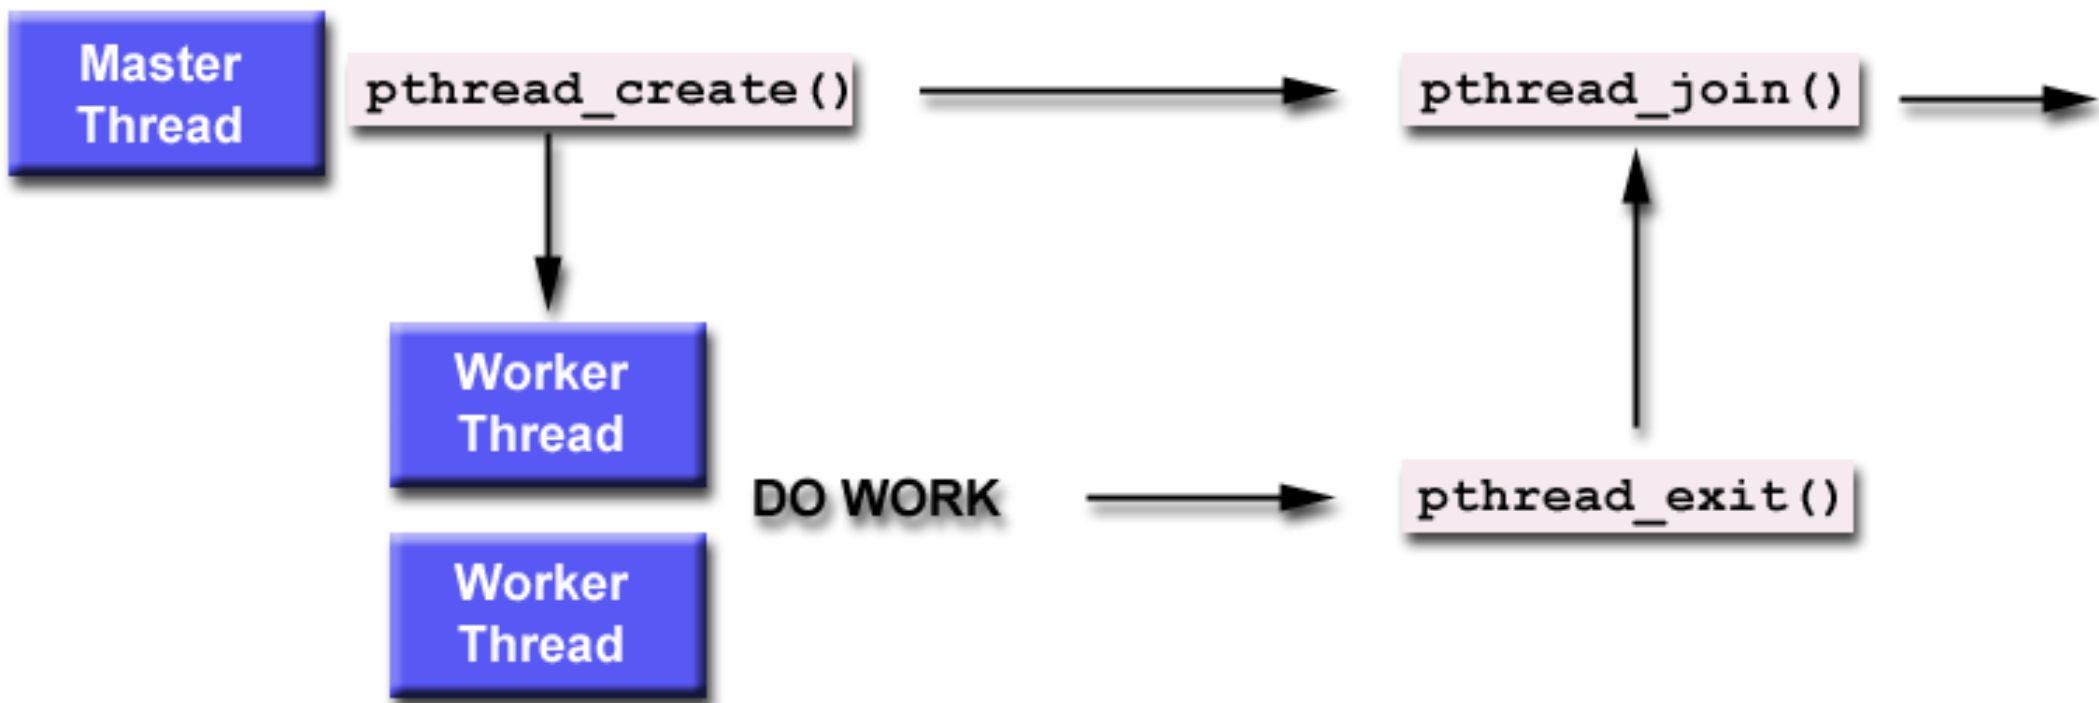 Master
Thread
pthread_create()
pthread_join()
Worker
Thread
DO WORK
pthread_exit()
Worker
Thread